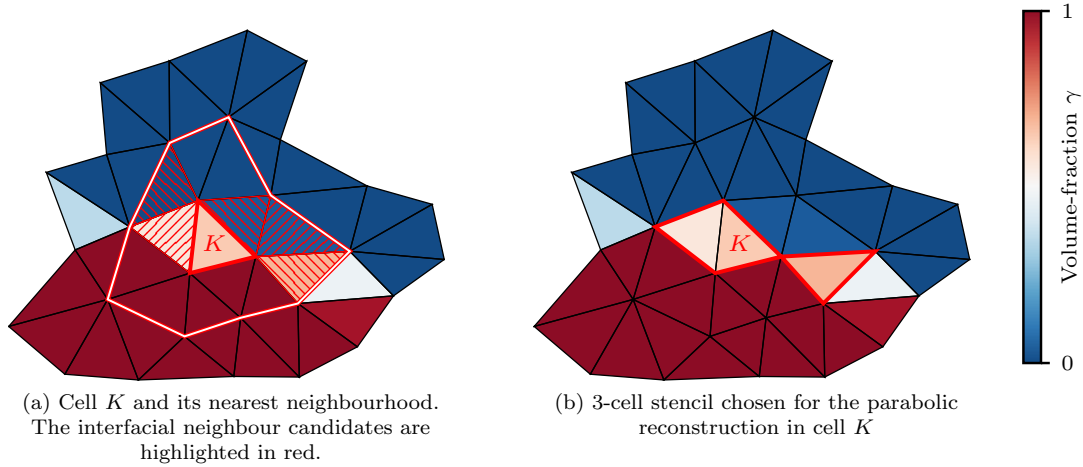 K
K
1
Volume-fraction γ
0
(a) Cell K and its nearest neighbourhood.
The interfacial neighbour candidates are
highlighted in red.
(b) 3-cell stencil chosen for the parabolic
reconstruction in cell K